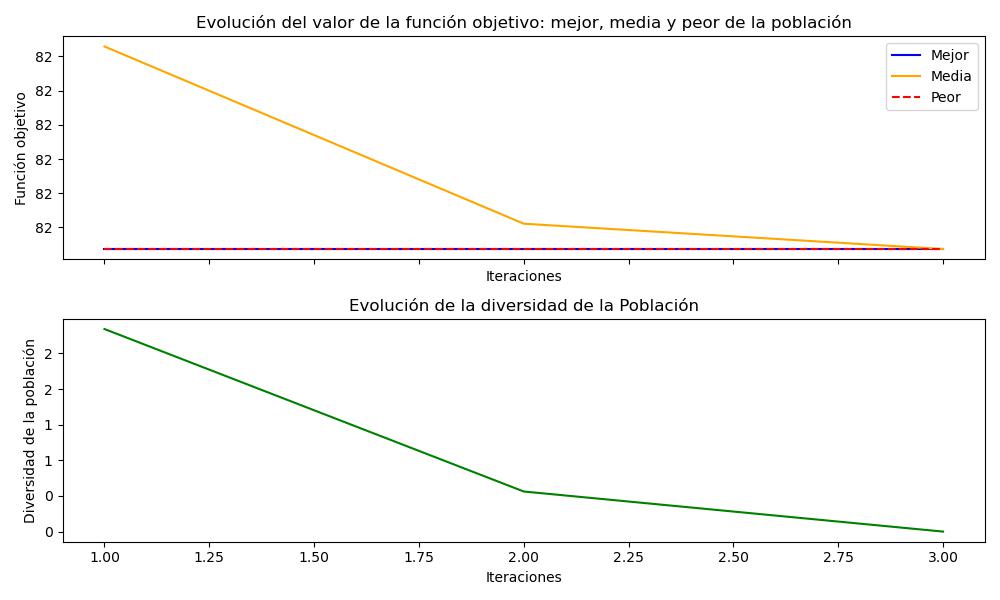 Evolución del valor de la función objetivo: mejor, media y peor de la población
Función objetivo
82
82
82
82
82
82
Mejor
Media
Peor
Iteraciones
Evolución de la diversidad de la Población
Diversidad de la población
2
2
1
1
0
0
1.00 1.25 1.50 1.75 2.00 2.25 2.50 2.75 3.00
Iteraciones